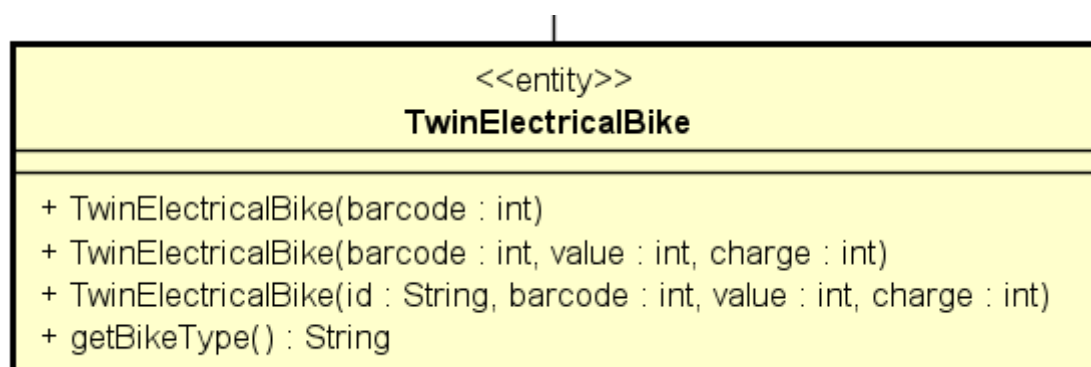 <<entity>>
TwinElectricalBike
+ TwinElectricalBike(barcode : int)
+ TwinElectricalBike(barcode : int, value : int, charge : int)
+ TwinElectricalBike(id : String, barcode : int, value : int, charge : int)
+ getBikeType() : String